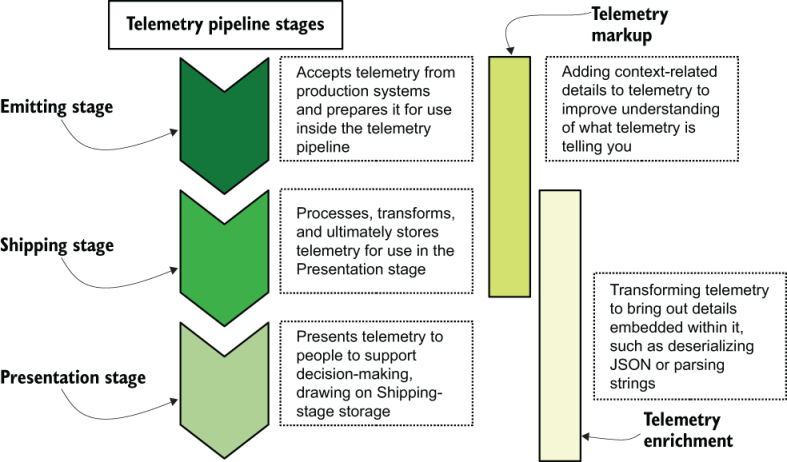 Telemetry pipeline stages
Telemetry
markup
Emitting stage
Accepts telemetry from
production systems
and prepares it for use
inside the telemetry
pipeline
Adding context-related
details to telemetry to
improve understanding
of what telemetry is
telling you
Shipping stage
Processes, transforms,
and ultimately stores
telemetry for use in the
Presentation stage
Transforming telemetry
to bring out details
embedded within it,
such as deserializing
JSON or parsing
strings
Presentation stage
Presents telemetry to
people to support
decision-making,
drawing on Shipping-
stage storage
Telemetry
enrichment